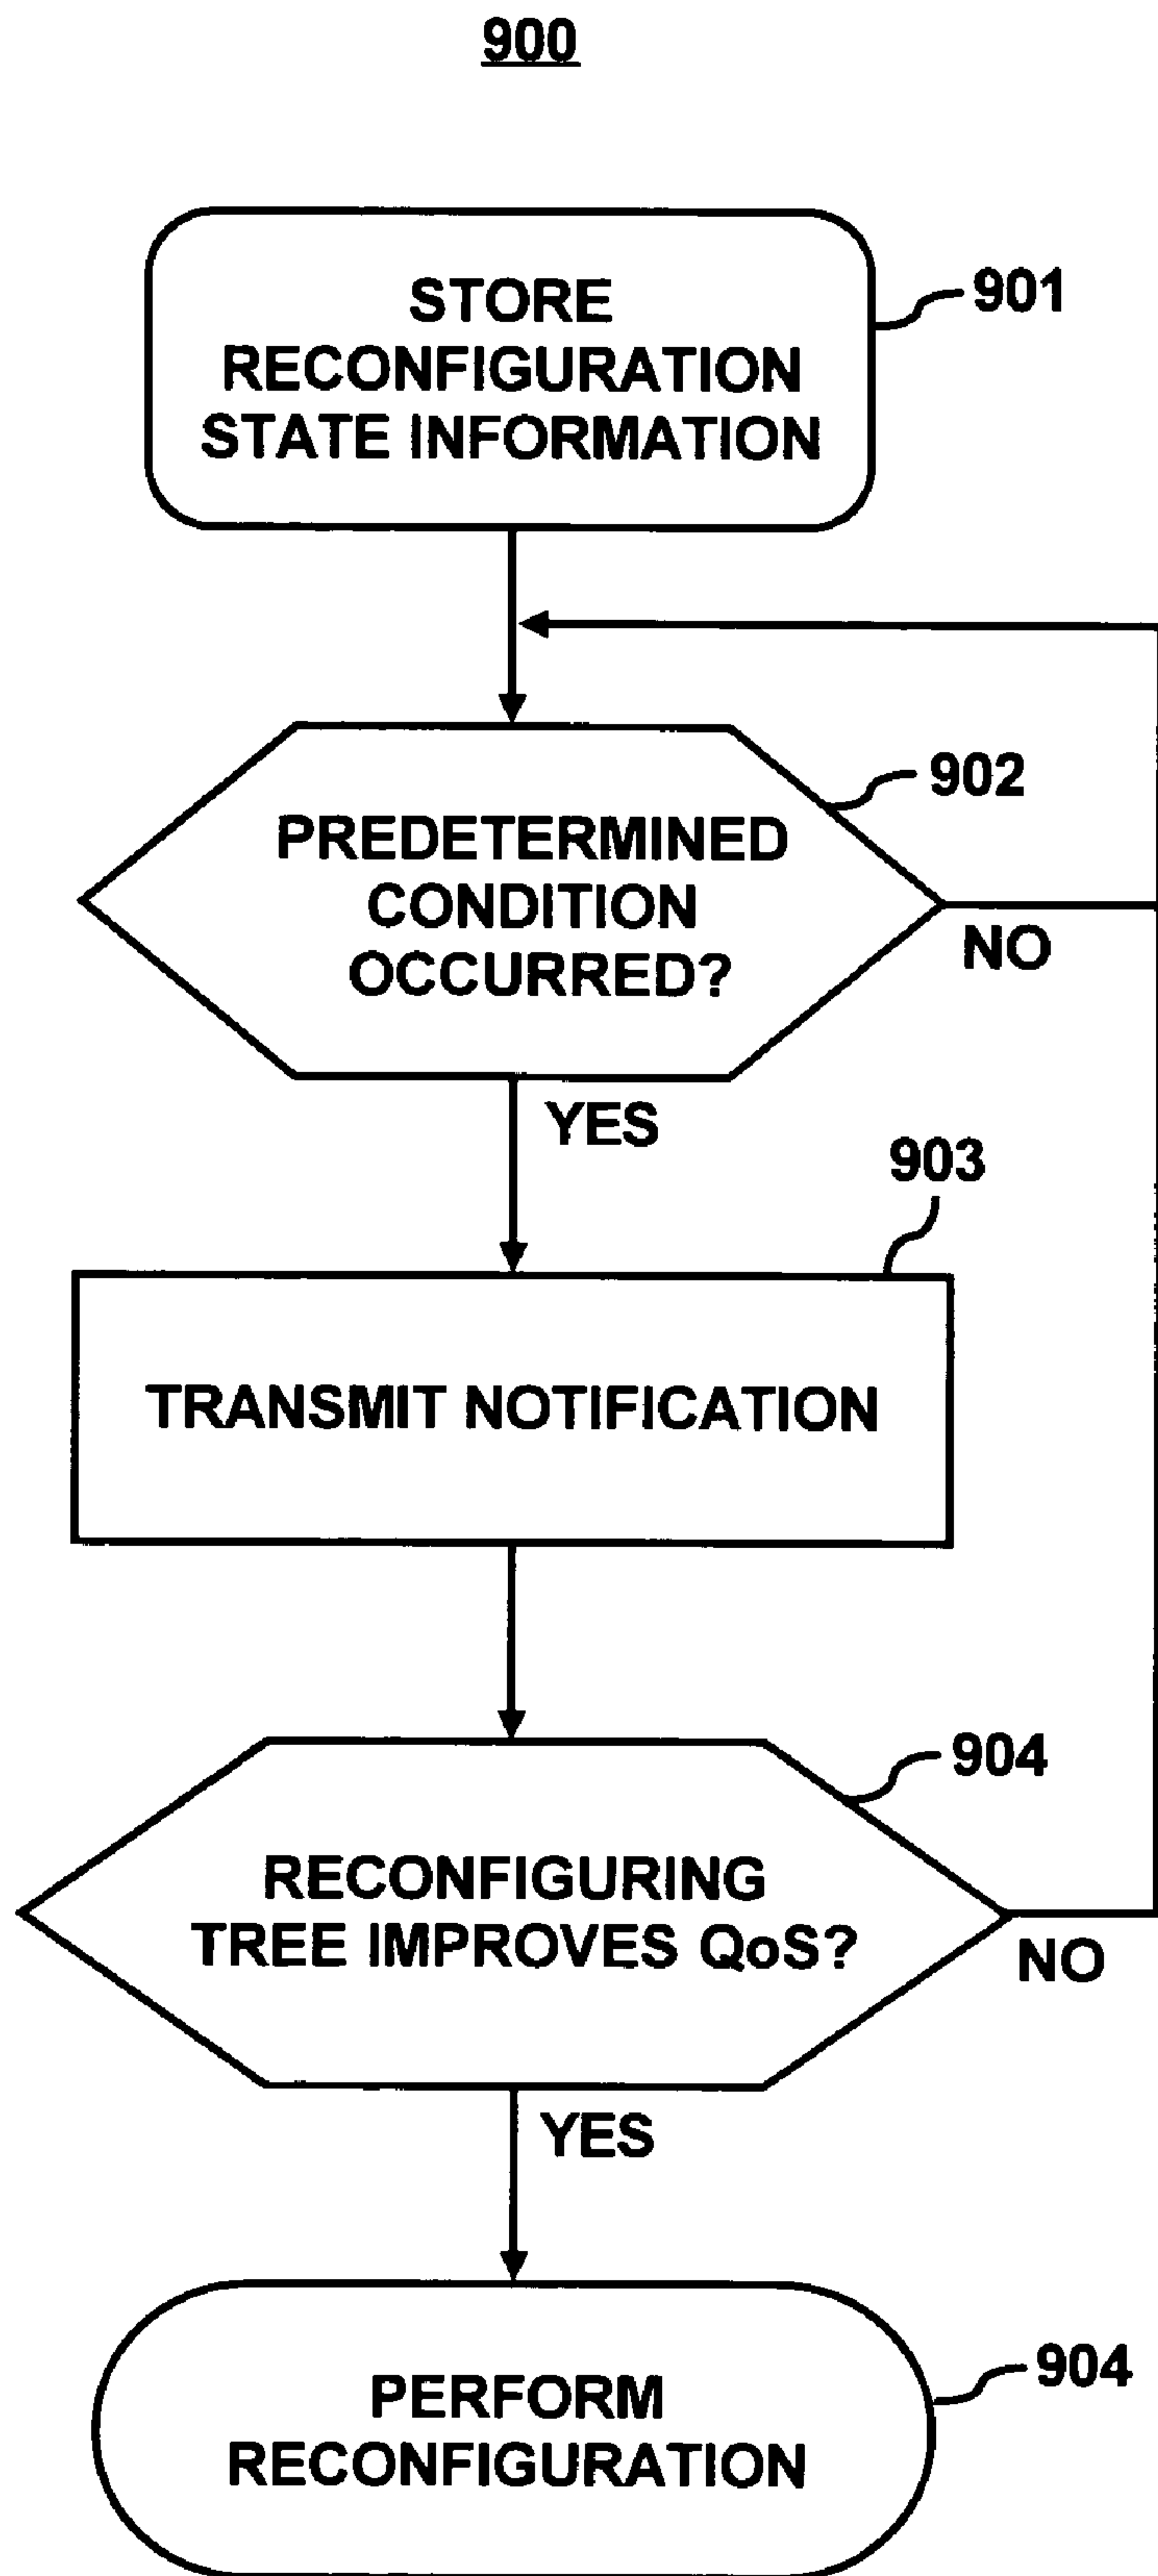 900
STORE
RECONFIGURATION
STATE INFORMATION
901
PREDETERMINED
CONDITION
OCCURRED?
902
NO
YES
903
TRANSMIT NOTIFICATION
904
RECONFIGURING
TREE IMPROVES QoS?
NO
YES
PERFORM
RECONFIGURATION
904